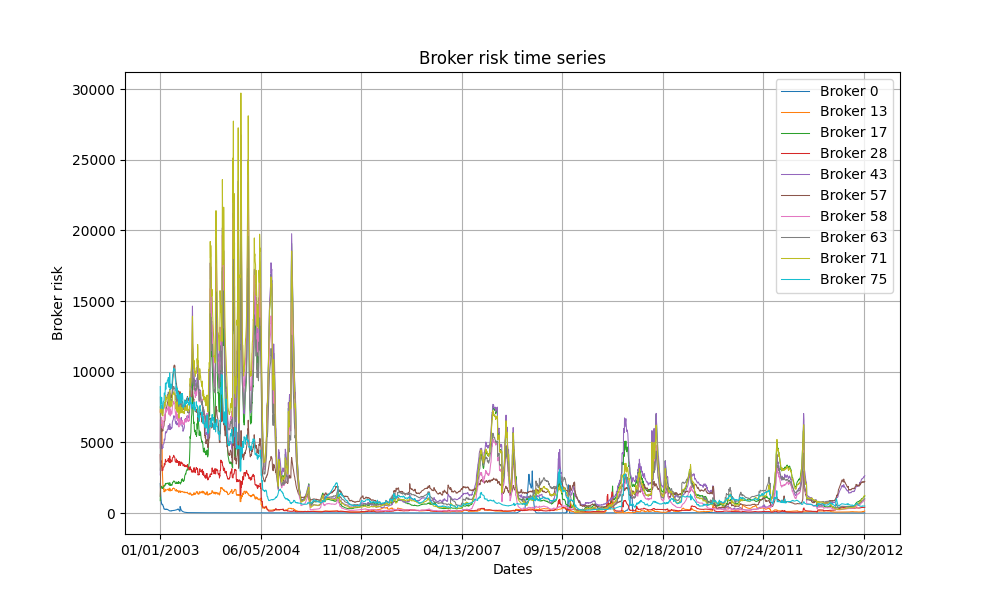 Broker risk time series
Broker risk
30000
25000
20000
15000
10000
5000
0
Broker 0
Broker 13
Broker 17
Broker 28
Broker 43
Broker 57
Broker 58
Broker 63
Broker 71
Broker 75
01/01/2003 06/05/2004 11/08/2005 04/13/2007 09/15/2008 02/18/2010 07/24/2011 12/30/2012
Dates